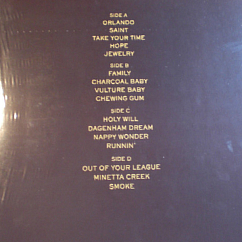 SIDE A
ORLANDO
SAINT
TAKE YOUR TIME
HOPE
JEWELRY
SIDE B
FAMILY
CHARCOAL BABY
VULTURE BABY
CHEWING GUM
SIDE C
HOLY WILL
DAGENHAM DREAM
NAPPY WONDER
RUNNIN'
SIDE D
OUT OF YOUR LEAGUE
MINETTA CREEK
SMOKE